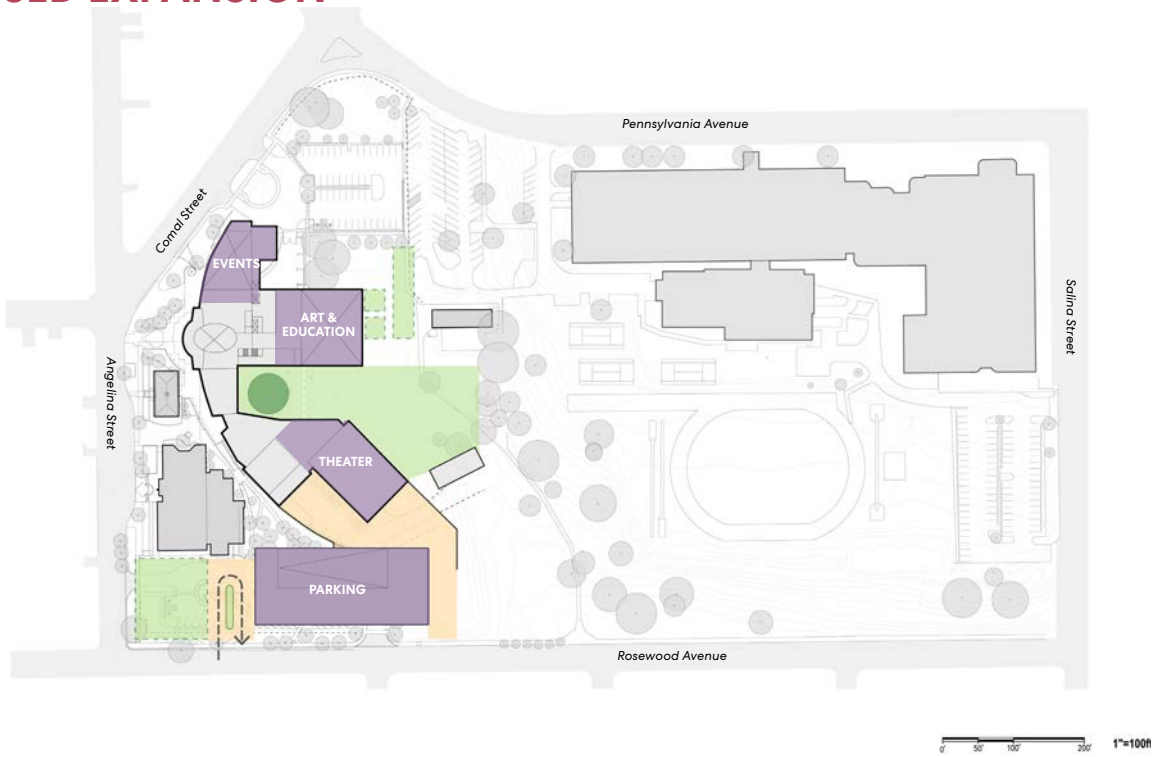 EXPANSION
Pennsylvania Avenue
Comal Street
EVENTS
ART &
EDUCATION
Salina Street
Angelina Street
THEATER
PARKING
Rosewood Avenue
0' 50' 100' 200'
1"=100ft